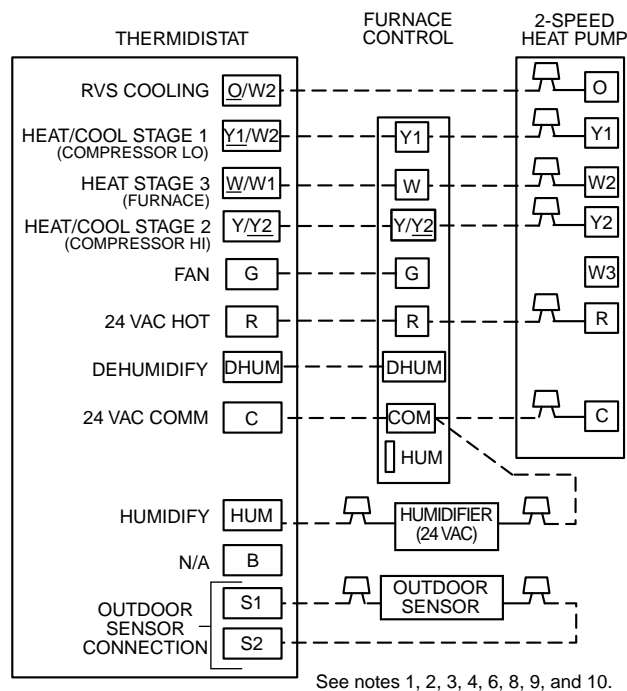 THERMIDISTAT
FURNACE
CONTROL
2-SPEED
HEAT PUMP
RVS COOLING O/W2 O
HEAT/COOL STAGE 1
(COMPRESSOR LO) Y1/W2 Y1 Y1
HEAT STAGE 3
(FURNACE) W/W1 W W2
HEAT/COOL STAGE 2
(COMPRESSOR HI) Y/Y2 Y/Y2 Y2
FAN G G W3
24 VAC HOT R R R
DEHUMIDIFY DHUM DHUM
24 VAC COMM C COM C
HUM
HUMIDIFY HUM HUMIDIFIER
(24 VAC)
N/A B
OUTDOOR
SENSOR
CONNECTION
S1
S2
OUTDOOR
SENSOR
See notes 1, 2, 3, 4, 6, 8, 9, and 10.